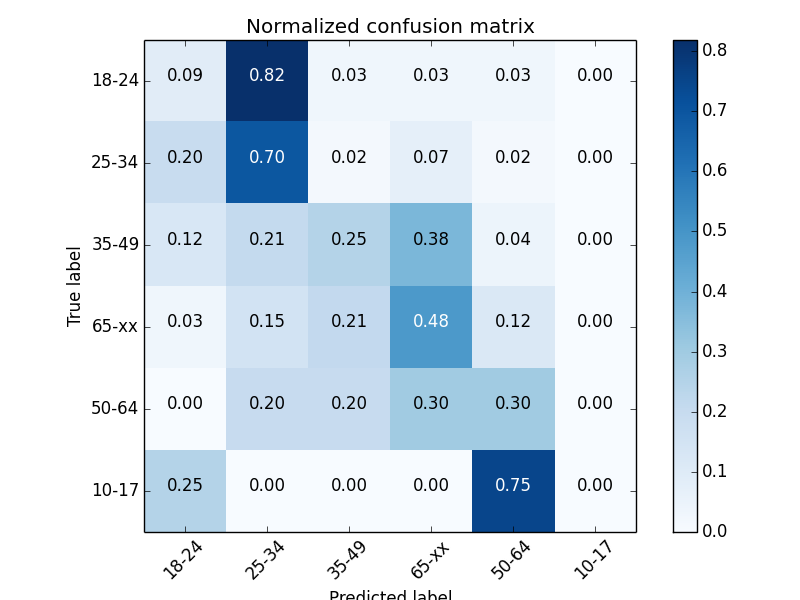 Normalized confusion matrix
18-24 0.09 0.82 0.03 0.03 0.03 0.00
25-34 0.20 0.70 0.02 0.07 0.02 0.00
35-49 0.12 0.21 0.25 0.38 0.04 0.00
65-xx 0.03 0.15 0.21 0.48 0.12 0.00
50-64 0.00 0.20 0.20 0.30 0.30 0.00
10-17 0.25 0.00 0.00 0.00 0.75 0.00
True label
18-24 25-34 35-49 65-xx 50-64 10-17
Predicted label
0.8
0.7
0.6
0.5
0.4
0.3
0.2
0.1
0.0